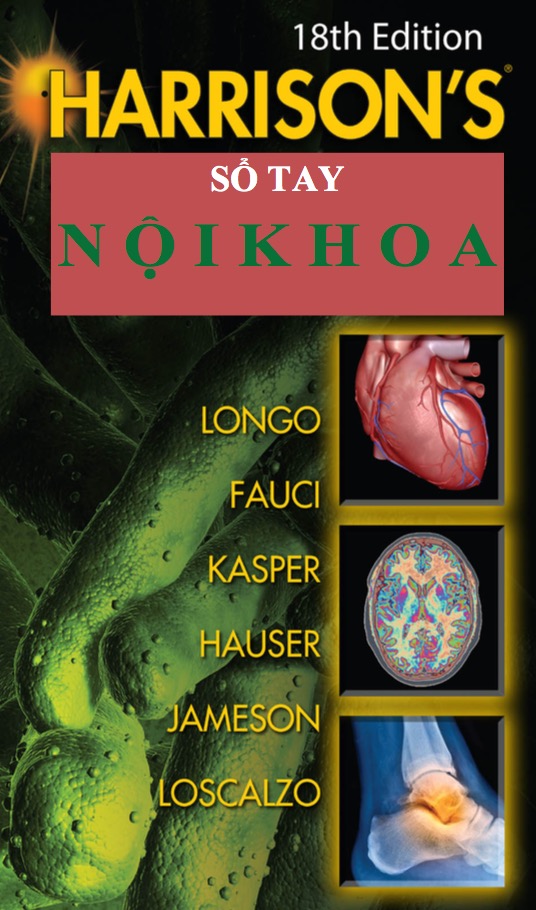 18th Edition
HARRISON'S®
SỔ TAY
N Ộ I K H O A
LONGO
FAUCI
KASPER
HAUSER
JAMESON
LOSCALZO